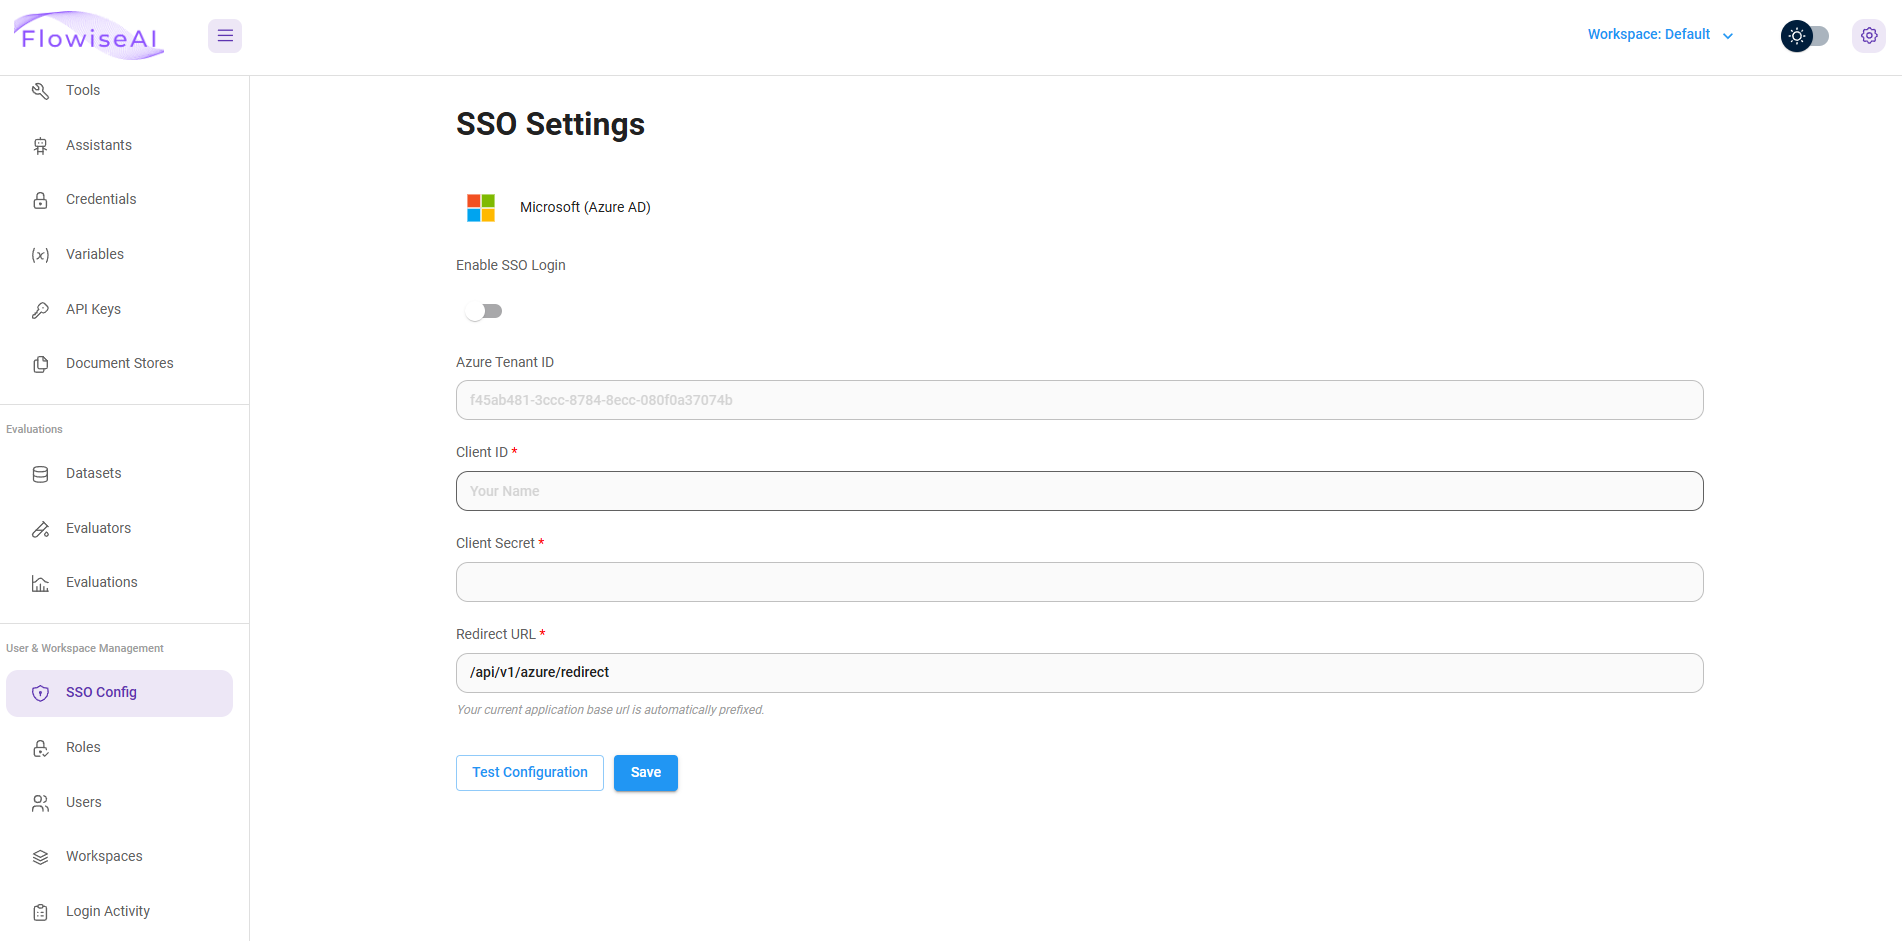 FlowiseAI
Workspace: Default
Tools
Assistants
Credentials
Variables
API Keys
Document Stores
Evaluations
Datasets
Evaluators
Evaluations
User & Workspace Management
SSO Config
Roles
Users
Workspaces
Login Activity
SSO Settings
Microsoft (Azure AD)
Enable SSO Login
Azure Tenant ID
f45ab481-3ccc-8784-8ecc-080f0a37074b
Client ID *
Your Name
Client Secret *
Redirect URL *
/api/v1/azure/redirect
Your current application base url is automatically prefixed.
Test Configuration
Save